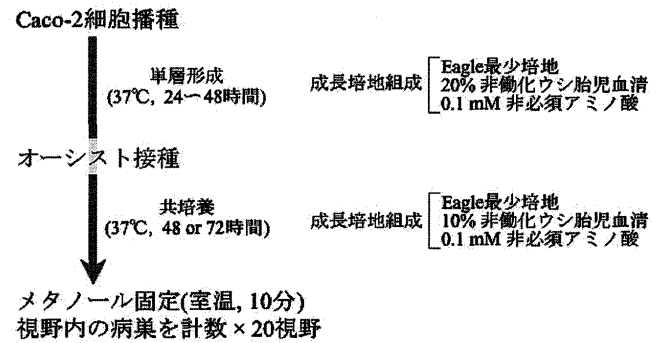 Caco-2細胞播種
単層形成
(37℃, 24〜48時間)
成長培地組成
Eagle最少培地
20% 非働化ウシ胎児血清
0.1 mM 非必須アミノ酸
オーシスト接種
共培養
(37℃, 48 or 72時間)
成長培地組成
Eagle最少培地
10% 非働化ウシ胎児血清
0.1 mM 非必須アミノ酸
メタノール固定(室温, 10分)
視野内の病巣を計数 × 20視野